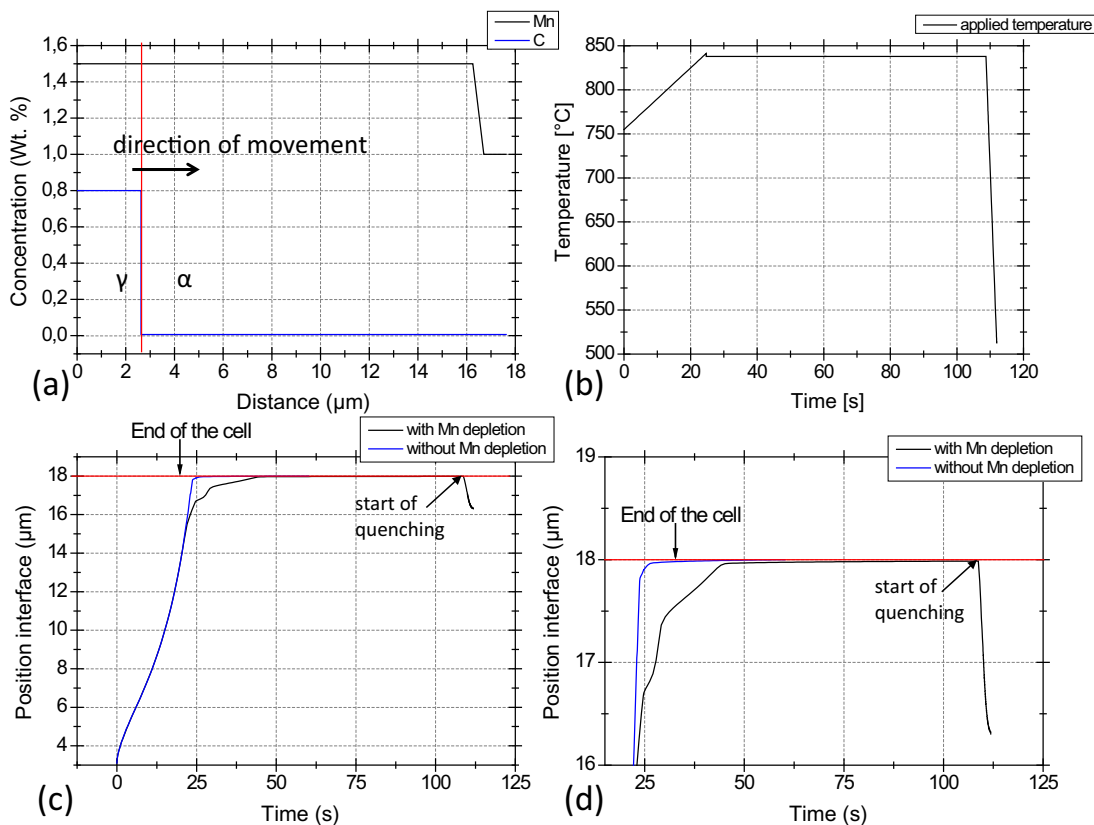 Mn
C
1,6
1,4
1,2
1,0
0,8
0,6
0,4
0,2
0,0
Concentration (Wt. %)
direction of movement
γ α
0 2 4 6 8 10 12 14 16 18
Distance (μm)
(a)
applied temperature
850
800
750
700
650
600
550
500
Temperature [°C]
0 20 40 60 80 100 120
Time [s]
(b)
with Mn depletion
without Mn depletion
End of the cell
18
16
14
12
10
8
6
4
Position interface (μm)
start of
quenching
0 25 50 75 100 125
Time (s)
(c)
with Mn depletion
without Mn depletion
19
18
17
16
Position interface (μm)
End of the cell
start of
quenching
25 50 75 100 125
Time (s)
(d)